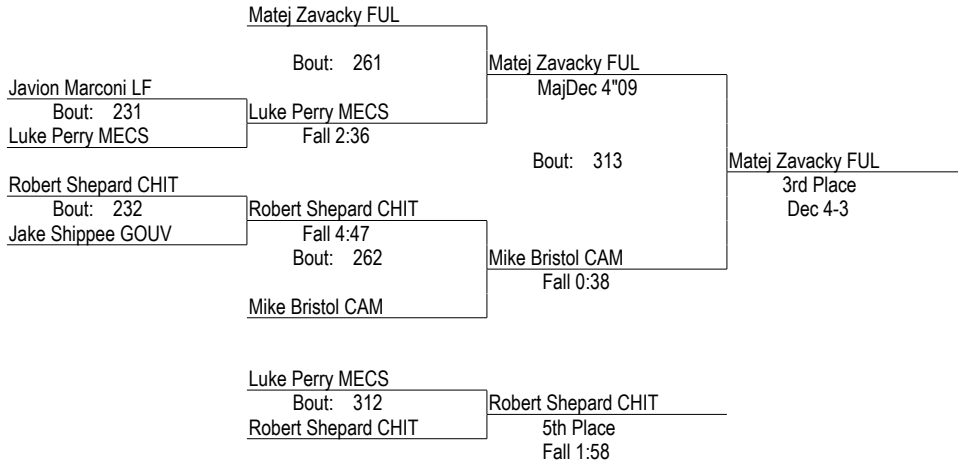 Matej Zavacky FUL
Bout: 261
Matej Zavacky FUL
MajDec 4"09
Javion Marconi LF
Bout: 231
Luke Perry MECS
Luke Perry MECS
Fall 2:36
Bout: 313
Matej Zavacky FUL
3rd Place
Dec 4-3
Robert Shepard CHIT
Bout: 232
Jake Shippee GOUV
Robert Shepard CHIT
Fall 4:47
Bout: 262
Mike Bristol CAM
Fall 0:38
Mike Bristol CAM
Luke Perry MECS
Bout: 312
Robert Shepard CHIT
Robert Shepard CHIT
5th Place
Fall 1:58